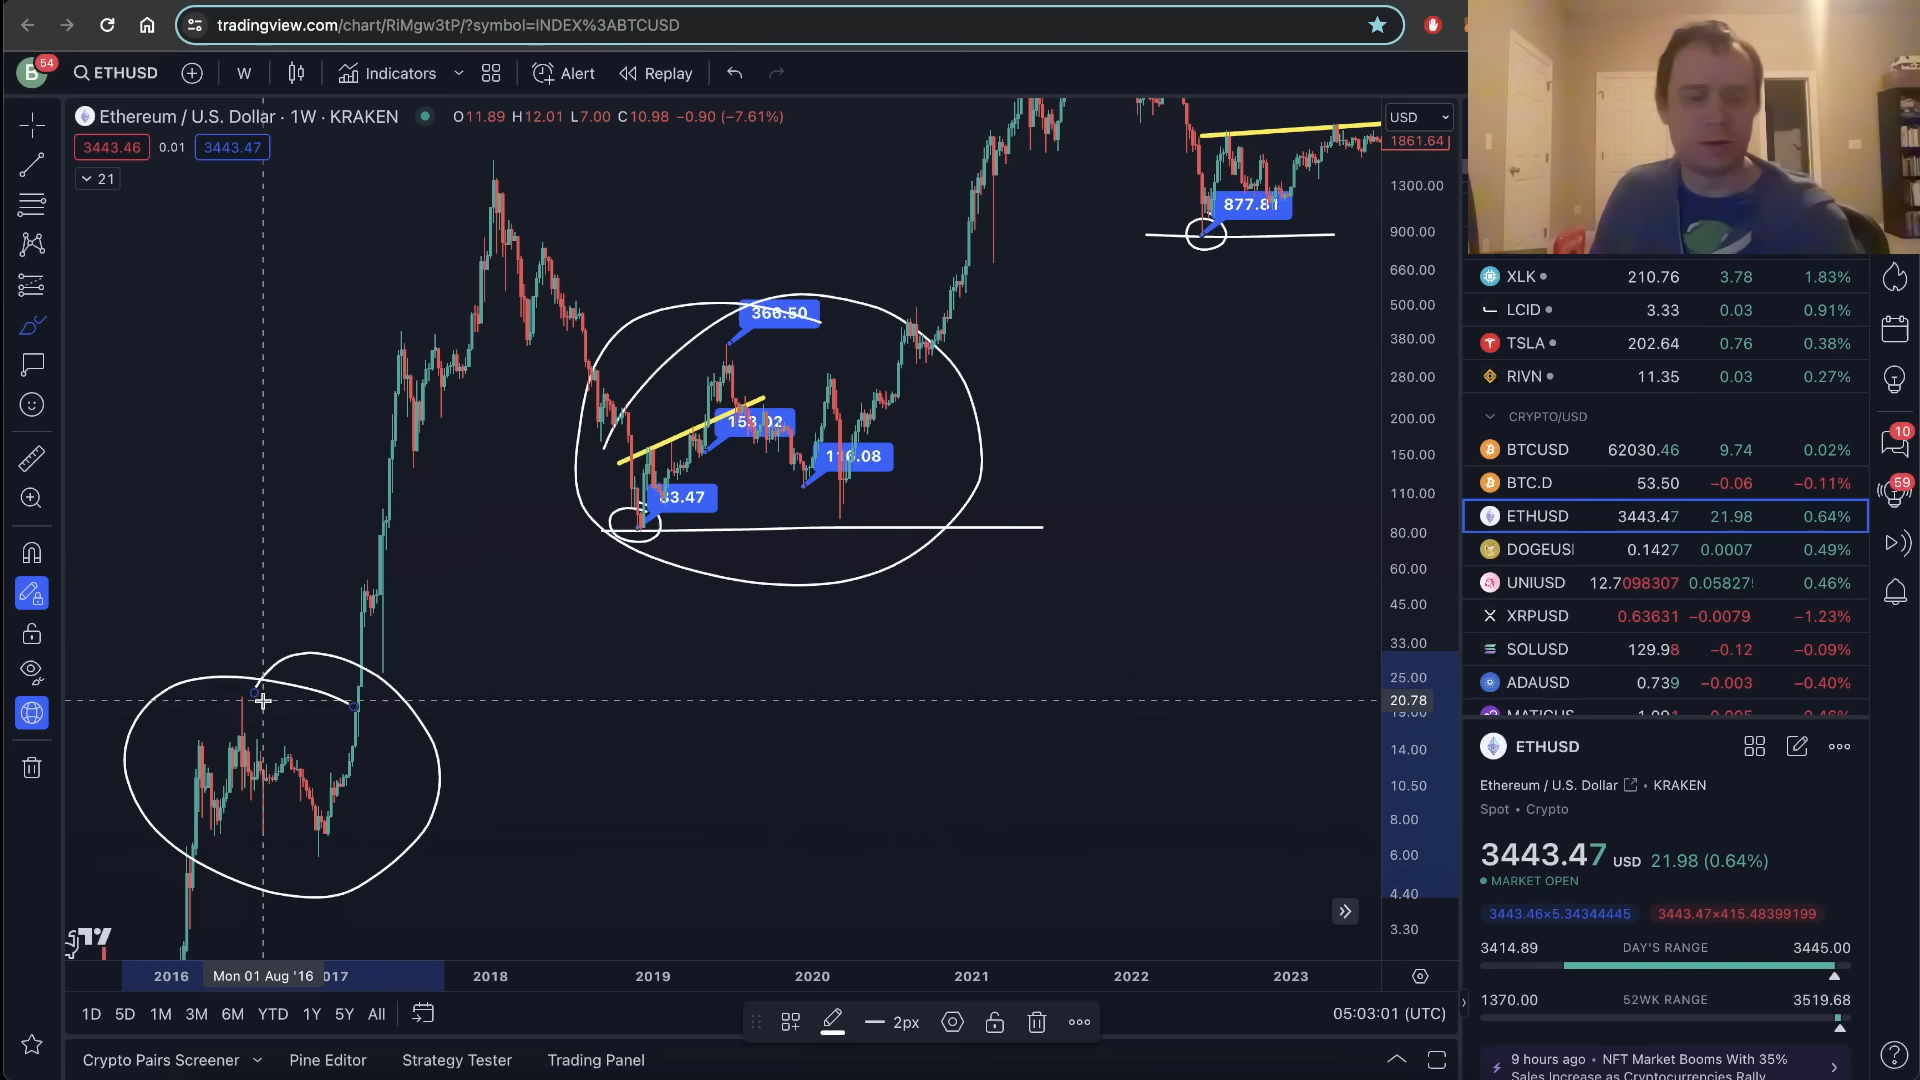 tradingview.com/chart/RiMgw3tP/?symbol=INDEX%3ABTCUSD
B 54 ETHUSD W Indicators Alert Replay
Ethereum / U.S. Dollar · 1W · KRAKEN O11.89 H12.01 L7.00 C10.98 −0.90 (−7.61%)
3443.46 0.01 3443.47
21
USD
1861.64
1300.00
900.00
660.00
500.00
380.00
280.00
200.00
150.00
110.00
80.00
60.00
45.00
33.00
25.00
20.78
14.00
10.50
8.00
6.00
4.40
3.30
877.81
366.50
153.02
116.08
83.47
2016 Mon 01 Aug '16 017 2018 2019 2020 2021 2022 2023
1D 5D 1M 3M 6M YTD 1Y 5Y All
2px
05:03:01 (UTC)
Crypto Pairs Screener Pine Editor Strategy Tester Trading Panel
XLK 210.76 3.78 1.83%
LCID 3.33 0.03 0.91%
TSLA 202.64 0.76 0.38%
RIVN 11.35 0.03 0.27%
CRYPTO/USD
BTCUSD 62030.46 9.74 0.02%
BTC.D 53.50 −0.06 −0.11%
ETHUSD 3443.47 21.98 0.64%
DOGEUSI 0.1427 0.0007 0.49%
UNIUSD 12.7098307 0.05827 0.46%
XRPUSD 0.63631 −0.0079 −1.23%
SOLUSD 129.98 −0.12 −0.09%
ADAUSD 0.739 −0.003 −0.40%
ETHUSD
Ethereum / U.S. Dollar • KRAKEN
Spot • Crypto
3443.47 USD 21.98 (0.64%)
MARKET OPEN
3443.46×5.34344445 3443.47×415.48399199
3414.89 DAY'S RANGE 3445.00
1370.00 52WK RANGE 3519.68
9 hours ago • NFT Market Booms With 35%
Sales Increase as Cryptocurrencies Rally
10
59